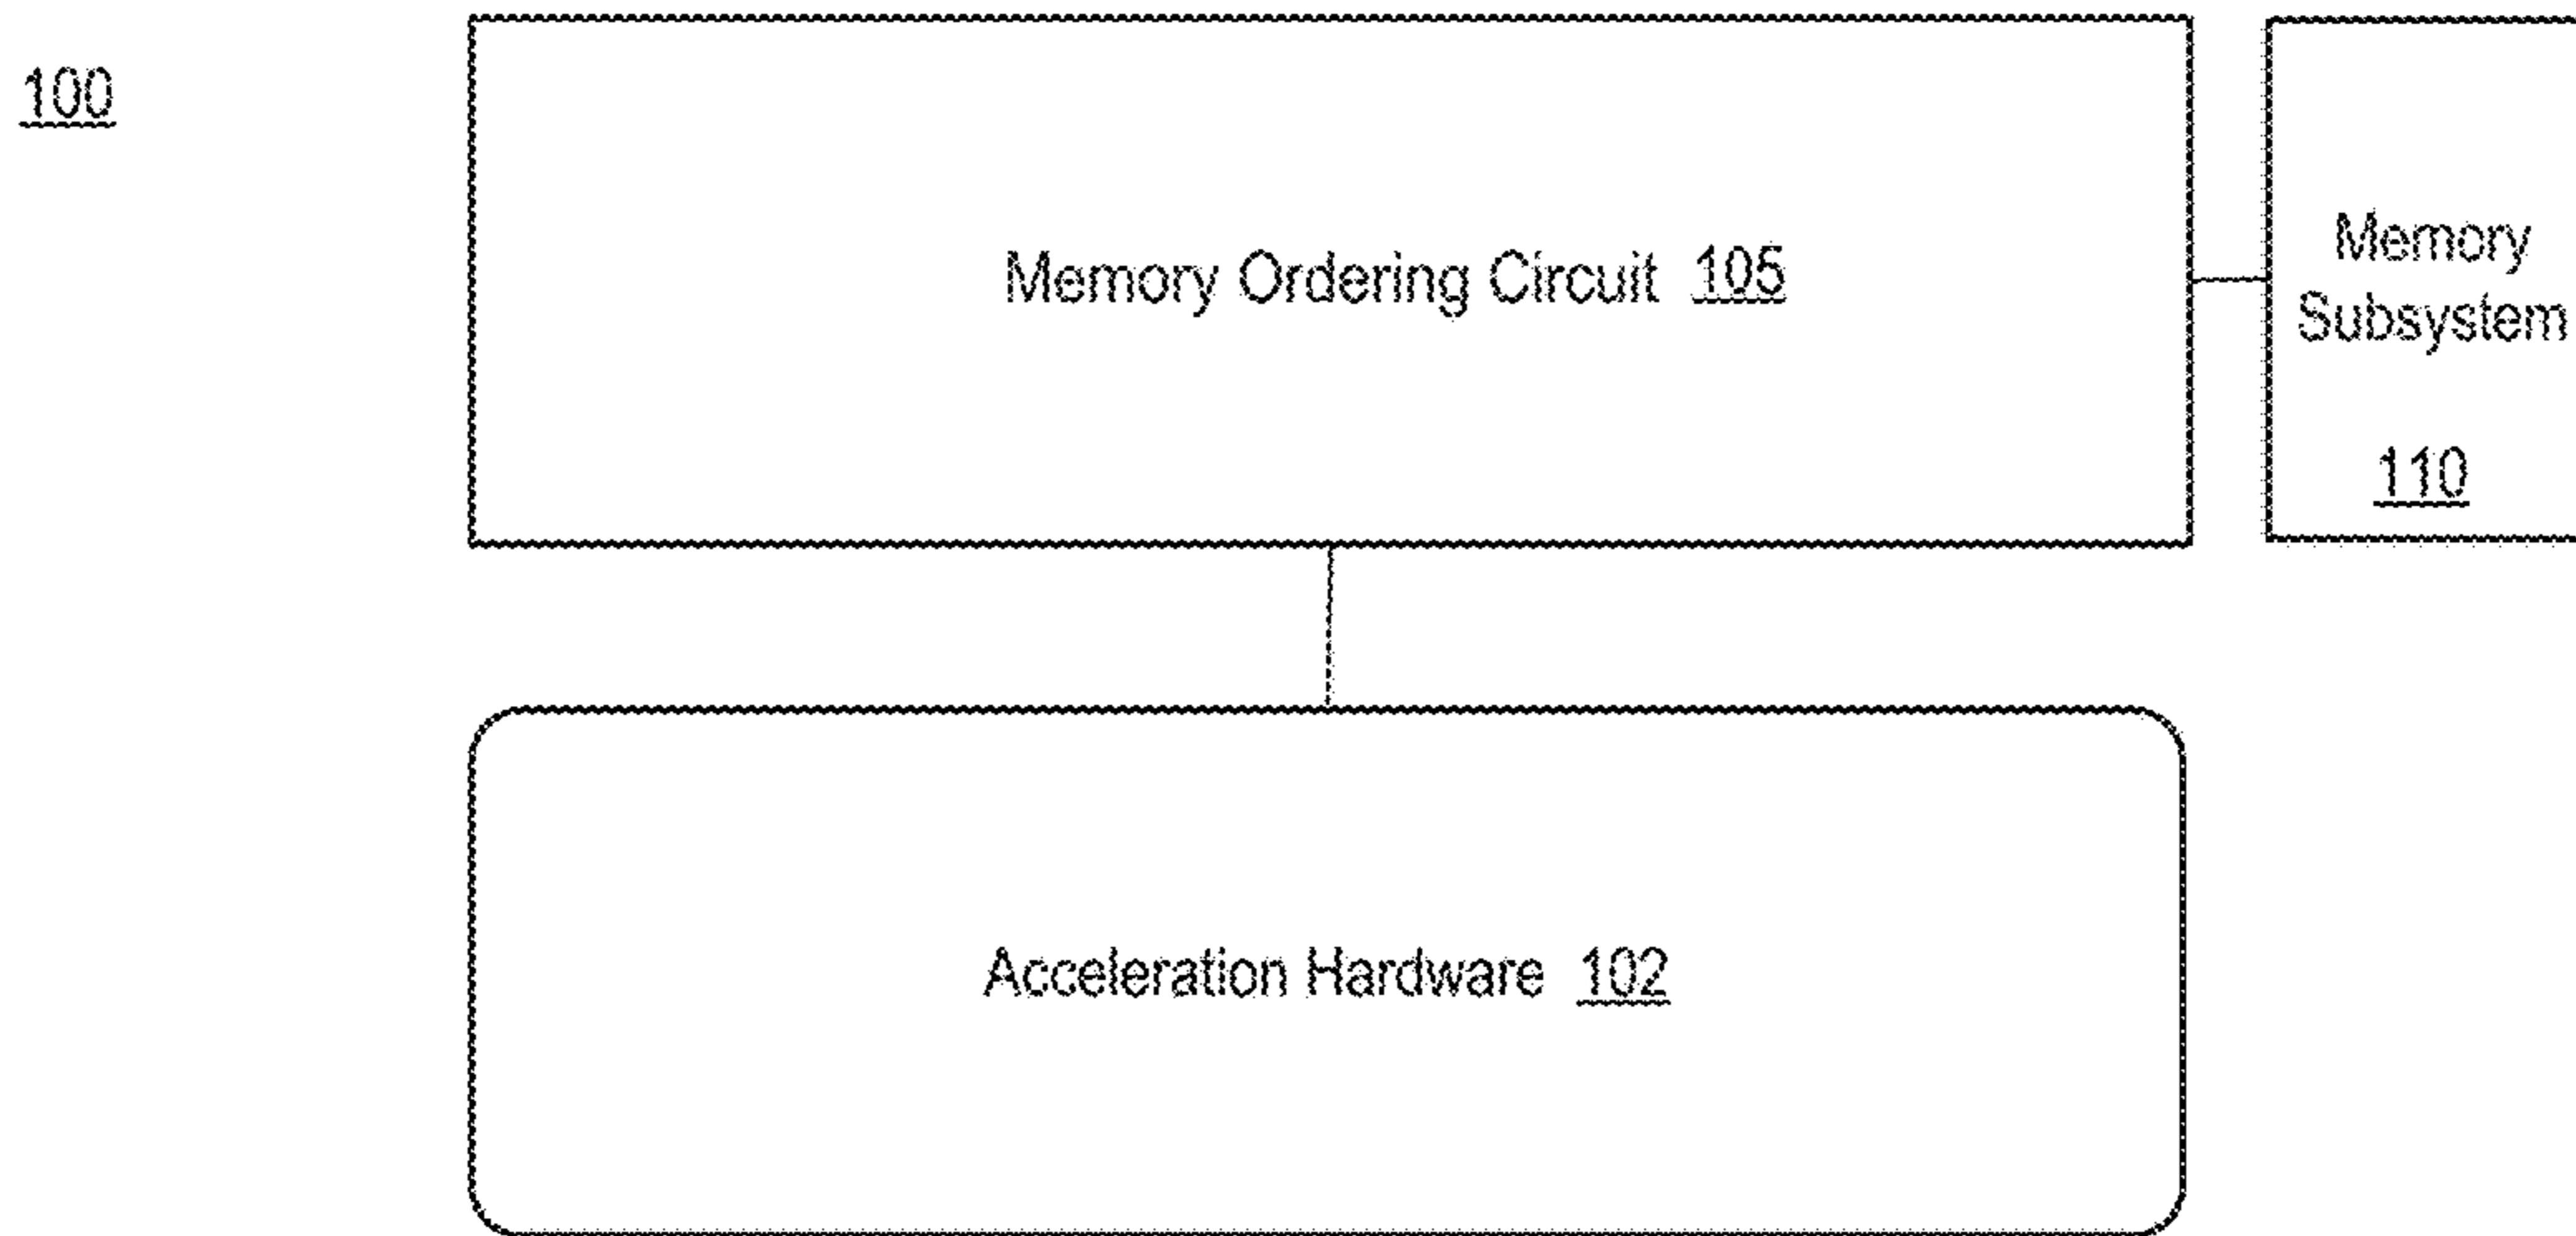 100
Memory Ordering Circuit 105
Memory
Subsystem
110
Acceleration Hardware 102